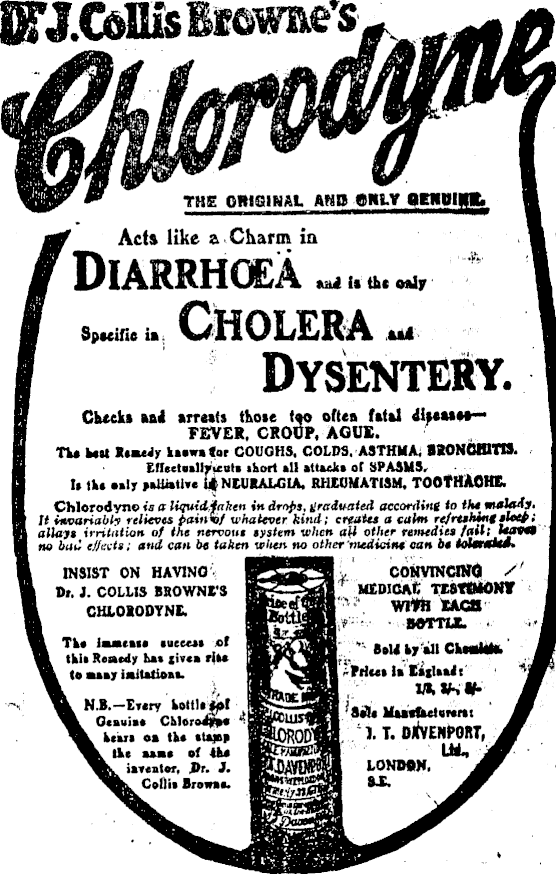 Dr. J. Collis Browne's
Chlorodyne
THE ORIGINAL AND ONLY GENUINE.
Acts like a Charm in
DIARRHŒA and is the only
Specific in CHOLERA and
DYSENTERY.
Checks and arrests those too often fatal diseases—
FEVER, CROUP, AGUE.
The best Remedy known for COUGHS, COLDS, ASTHMA, BRONCHITIS.
Effectually cuts short all attacks of SPASMS.
Is the only palliative in NEURALGIA, RHEUMATISM, TOOTHACHE.
Chlorodyne is a liquid taken in drops, graduated according to the malady.
It invariably relieves pain of whatever kind; creates a calm refreshing sleep;
allays irritation of the nervous system when all other remedies fail; leaves
no bad effects; and can be taken when no other medicine can be tolerated.
INSIST ON HAVING
Dr. J. COLLIS BROWNE'S
CHLORODYNE.
The immense success of
this Remedy has given rise
to many imitations.
N.B.—Every bottle of
Genuine Chlorodyne
bears on the stamp
the name of the
inventor, Dr. J.
Collis Browne.
Bottle
TRADE
COLLIS
CHLORODY
DAVENPORT
CONVINCING
MEDICAL TESTIMONY
WITH EACH
BOTTLE.
Sold by all Chemists.
Prices in England:
Sole Manufacturers:
J. T. DAVENPORT,
Ltd.,
LONDON,
S.E.